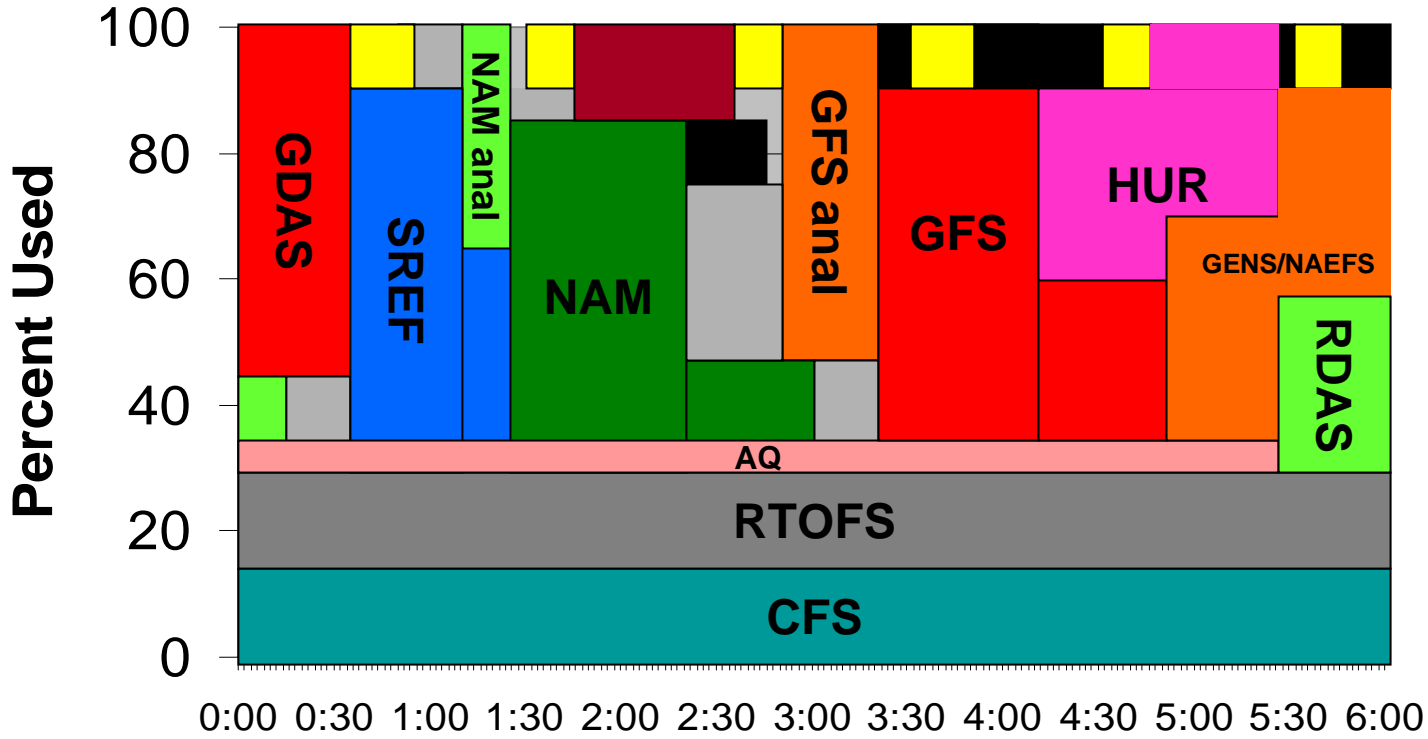 100
80
60
40
20
0
Percent Used
GDAS
SREF
NAM anal
NAM
GFS anal
GFS
HUR
GENS/NAEFS
RDAS
AQ
RTOFS
CFS
0:00 0:30 1:00 1:30 2:00 2:30 3:00 3:30 4:00 4:30 5:00 5:30 6:00